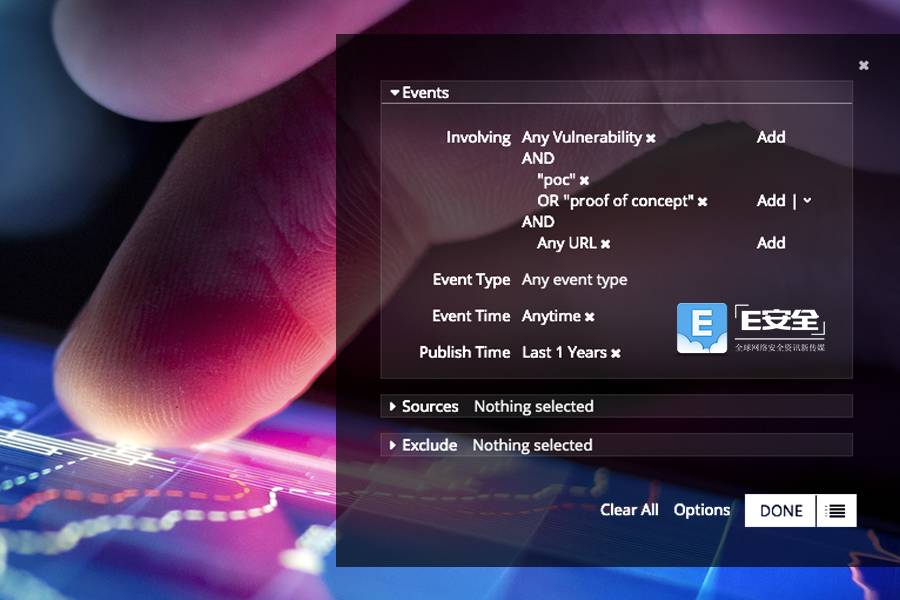 Events
Involving Any Vulnerability Add
AND
"poc"
OR "proof of concept" Add |
AND
Any URL Add
Event Type Any event type
Event Time Anytime
E E安全
全球网络安全资讯新传媒
Publish Time Last 1 Years
Sources Nothing selected
Exclude Nothing selected
Clear All Options DONE